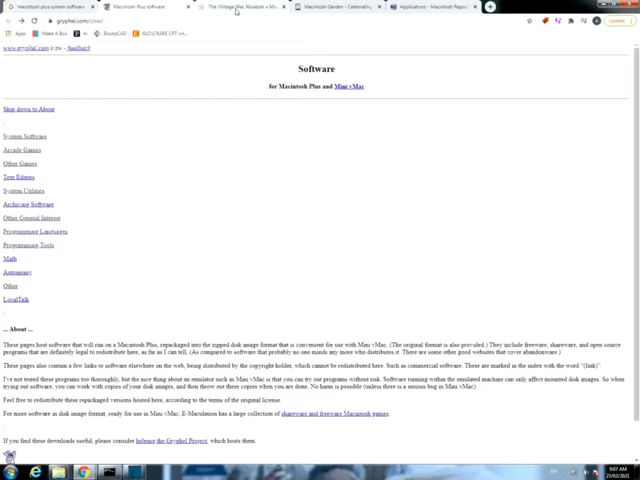 macintosh plus system software
Macintosh Plus software
The Vintage Mac Museum
Macintosh Garden - Celebrating
Applications - Macintosh Repos
gryphel.com/c/sw/
Update
Apps
Make A Box
BlocksCAD
www.gryphel.com/c/sw - feedback
Software
for Macintosh Plus and Mini vMac
Skip down to About
:
System Software
Arcade Games
Other Games
Text Editors
System Utilities
Archiving Software
Other General Interest
Programming Languages
Programming Tools
Math
Astronomy
Other
LocalTalk
:
... About ...
These pages host software that will run on a Macintosh Plus, repackaged into the zipped disk image format that is convenient for use with Mini vMac. (The original format is also provided.) They include freeware, shareware, and open source
programs that are definitely legal to redistribute here, as far as I can tell. (As compared to software that probably no one minds any more who distributes it. There are some other good websites that cover abandonware.)
These pages also contain a few links to software elsewhere on the web, being distributed by the copyright holder, which cannot be redistributed here. Such as commercial software. These are marked in the index with the word "(link)".
I've not tested these programs too thoroughly, but the nice thing about an emulator such as Mini vMac is that you can try out programs without risk. Software running within the emulated machine can only affect mounted disk images. So when
trying out software, you can work with copies of your disk images, and then throw out these copies when you are done. No harm is possible (unless there is a serious bug in Mini vMac).
Feel free to redistribute these repackaged versions hosted here, according to the terms of the original license.
For more software in disk image format, ready for use in Mini vMac, E-Maculation has a large collection of shareware and freeware Macintosh games.
:
If you find these downloads useful, please consider helping the Gryphel Project, which hosts them.
EN
9:07 AM
23/03/2021